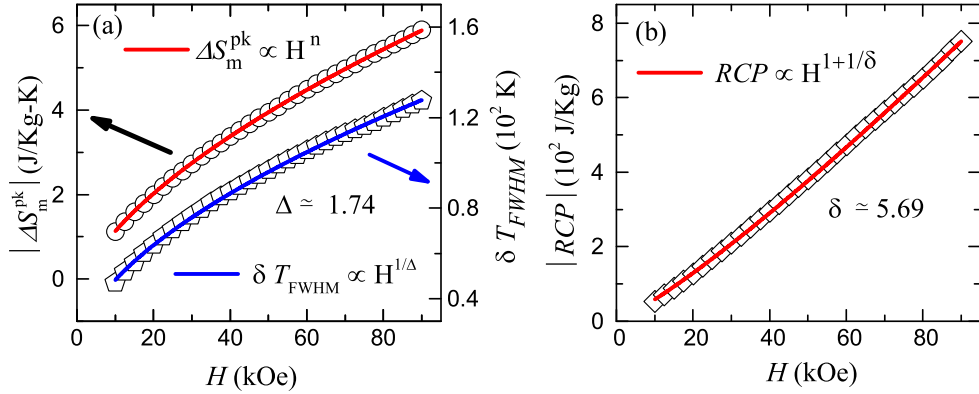 (a)
ΔS_m^pk ∝ H^n
Δ ≃ 1.74
δ T_FWHM ∝ H^{1/Δ}
|ΔS_m^pk| (J/Kg-K)
6
4
2
0
δ T_FWHM (10^2 K)
1.6
1.2
0.8
0.4
0 20 40 60 80
H (kOe)
(b)
RCP ∝ H^{1+1/δ}
δ ≃ 5.69
|RCP| (10^2 J/Kg)
8
6
4
2
0
0 20 40 60 80
H (kOe)